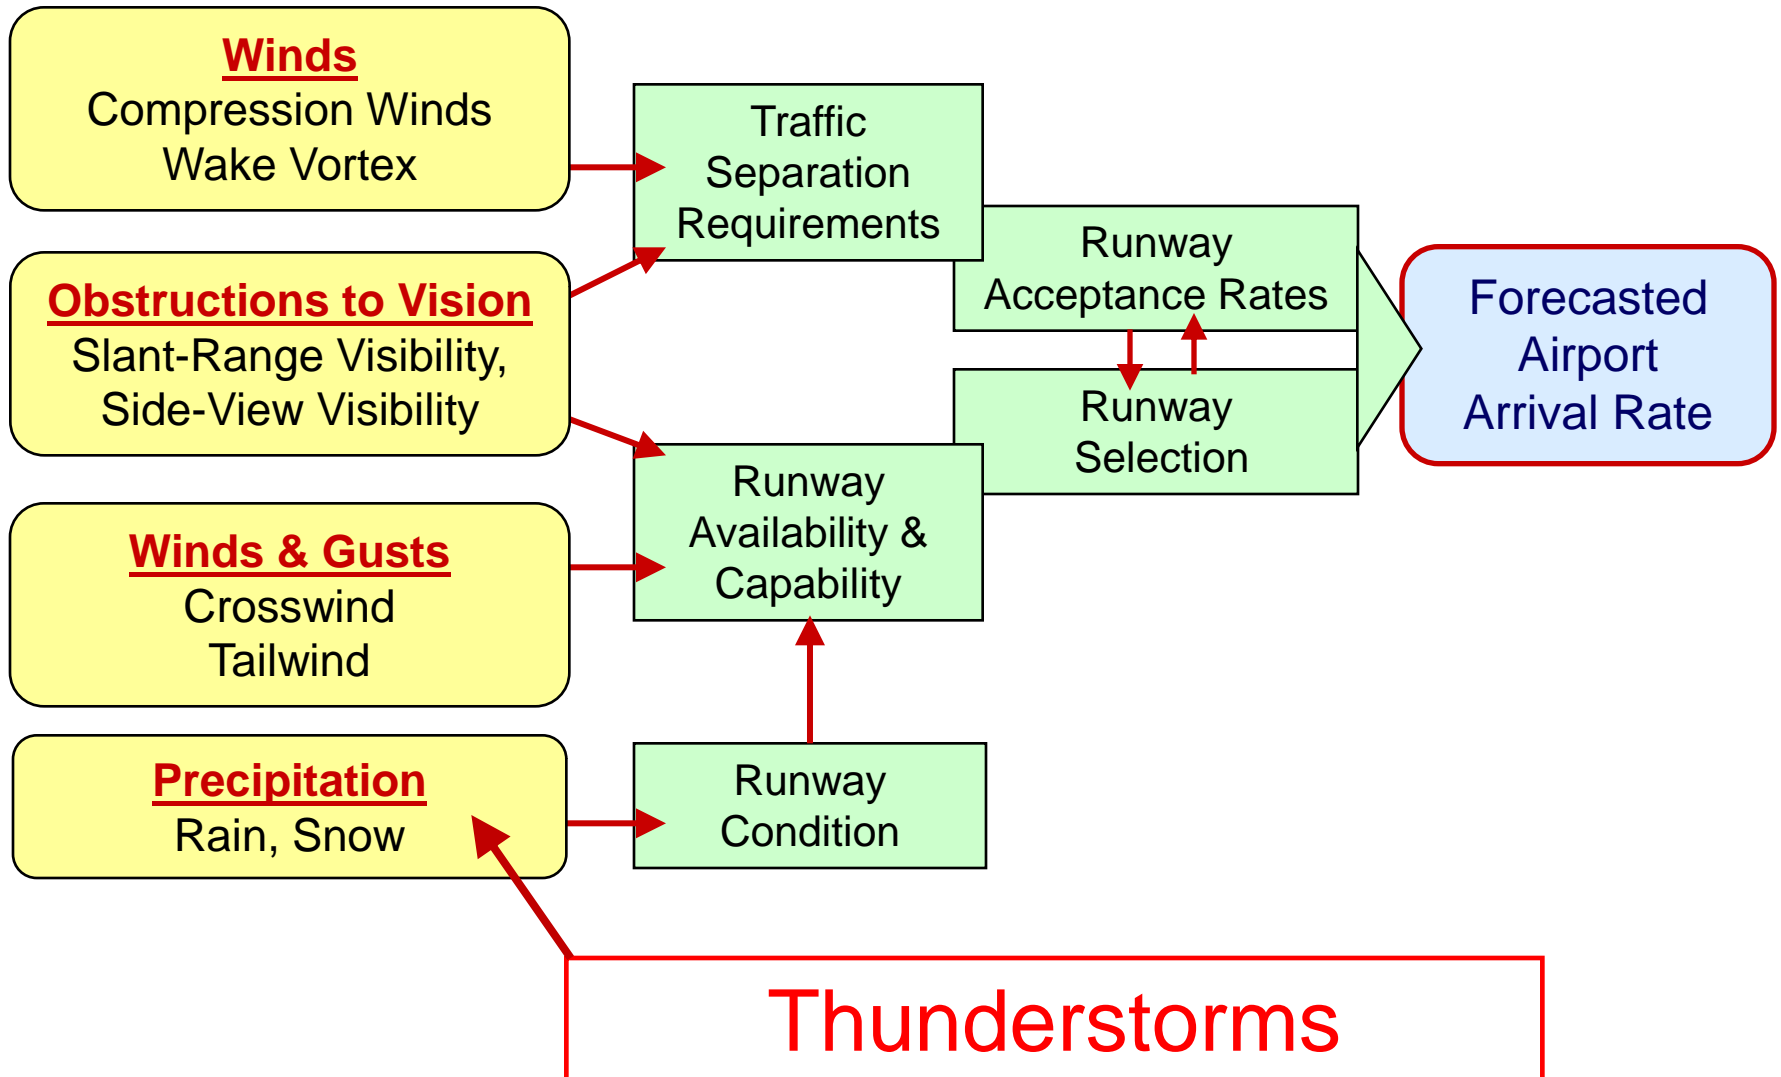 Winds
Compression Winds
Wake Vortex
Obstructions to Vision
Slant-Range Visibility,
Side-View Visibility
Winds & Gusts
Crosswind
Tailwind
Precipitation
Rain, Snow
Traffic
Separation
Requirements
Runway
Availability &
Capability
Runway
Condition
Runway
Acceptance Rates
Runway
Selection
Forecasted
Airport
Arrival Rate
Thunderstorms